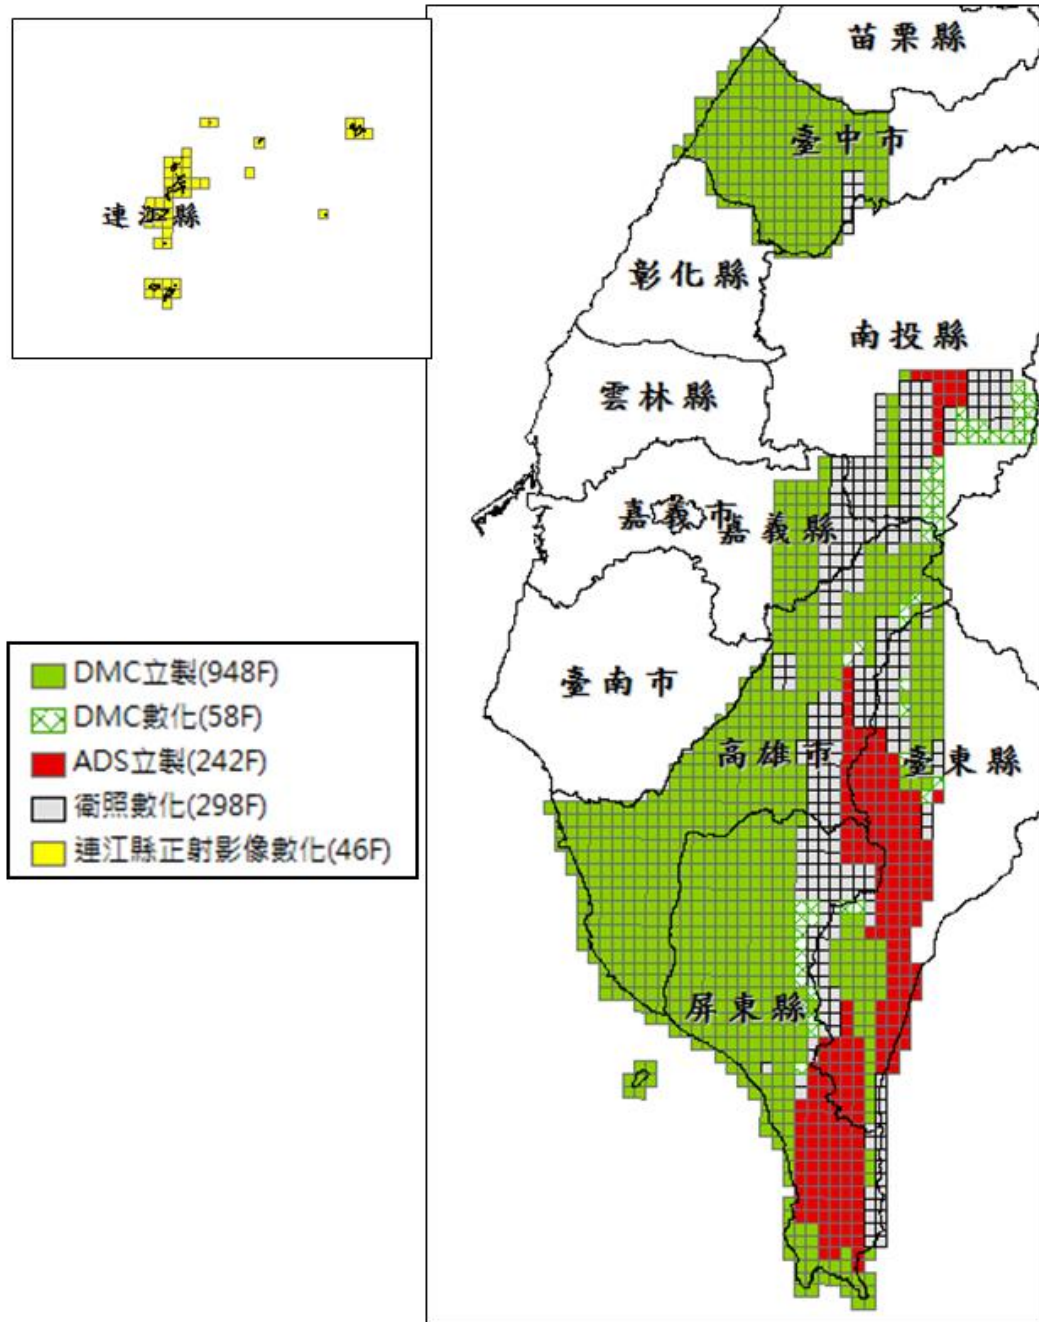 苗栗縣
臺中市
連江縣
彰化縣
南投縣
雲林縣
嘉義市
嘉義縣
臺南市
高雄市
臺東縣
屏東縣
DMC立製(948F)
DMC數化(58F)
ADS立製(242F)
衛照數化(298F)
連江縣正射影像數化(46F)